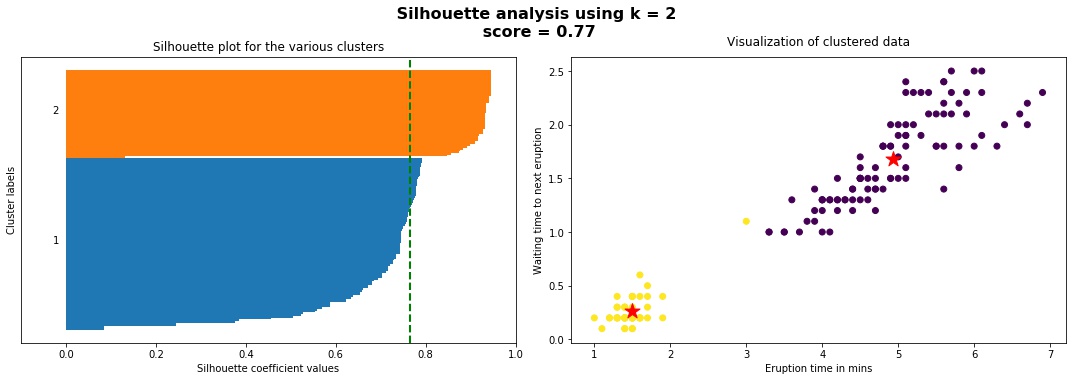 Silhouette analysis using k = 2
score = 0.77
Silhouette plot for the various clusters
Cluster labels
2
1
0.0 0.2 0.4 0.6 0.8 1.0
Silhouette coefficient values
Visualization of clustered data
Waiting time to next eruption
2.5
2.0
1.5
1.0
0.5
0.0
1 2 3 4 5 6 7
Eruption time in mins